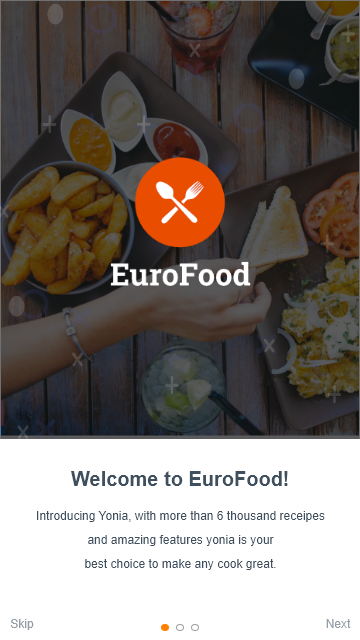 EuroFood
Welcome to EuroFood!
Introducing Yonia, with more than 6 thousand receipes
and amazing features yonia is your
best choice to make any cook great.
Skip
Next